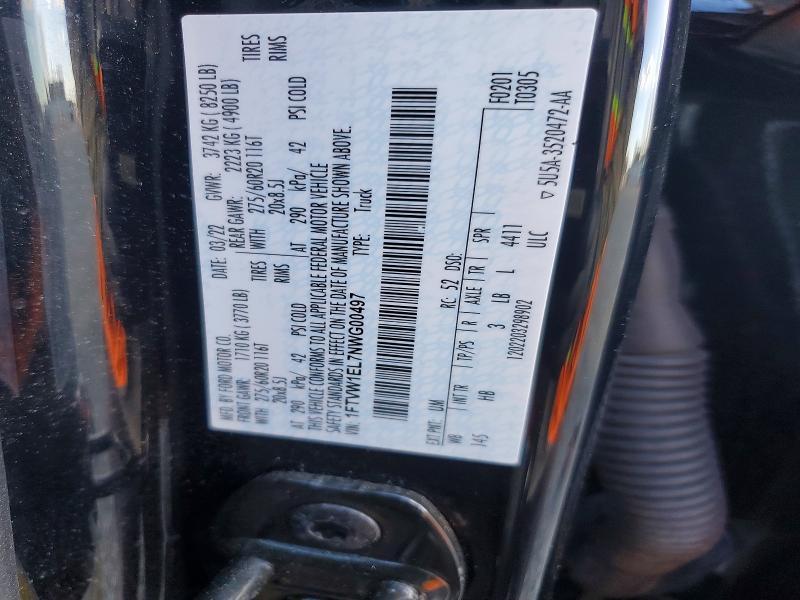 MFD. BY FORD MOTOR CO.
DATE: 03/22 GVWR: 3742 KG ( 8250 LB)
FRONT GAWR: 1710 KG ( 3770 LB) REAR GAWR: 2223 KG ( 4900 LB)
WITH 275/60R20 116T TIRES WITH 275/60R20 116T TIRES
20x8.5J RIMS 20x8.5J RIMS
AT 290 kPa/ 42 PSI COLD AT 290 kPa/ 42 PSI COLD
THIS VEHICLE CONFORMS TO ALL APPLICABLE FEDERAL MOTOR VEHICLE
SAFETY STANDARDS IN EFFECT ON THE DATE OF MANUFACTURE SHOWN ABOVE.
VIN: 1FTVW1EL7NWG00497 TYPE: Truck
EXT PNT: UM RC: 52 DSO: F0201
WB INT TR TP/PS R AXLE TR SPR T0305
145 HB 3 LB L 4411
1202203298902 ULC ▽ 5U5A-3520472-AA